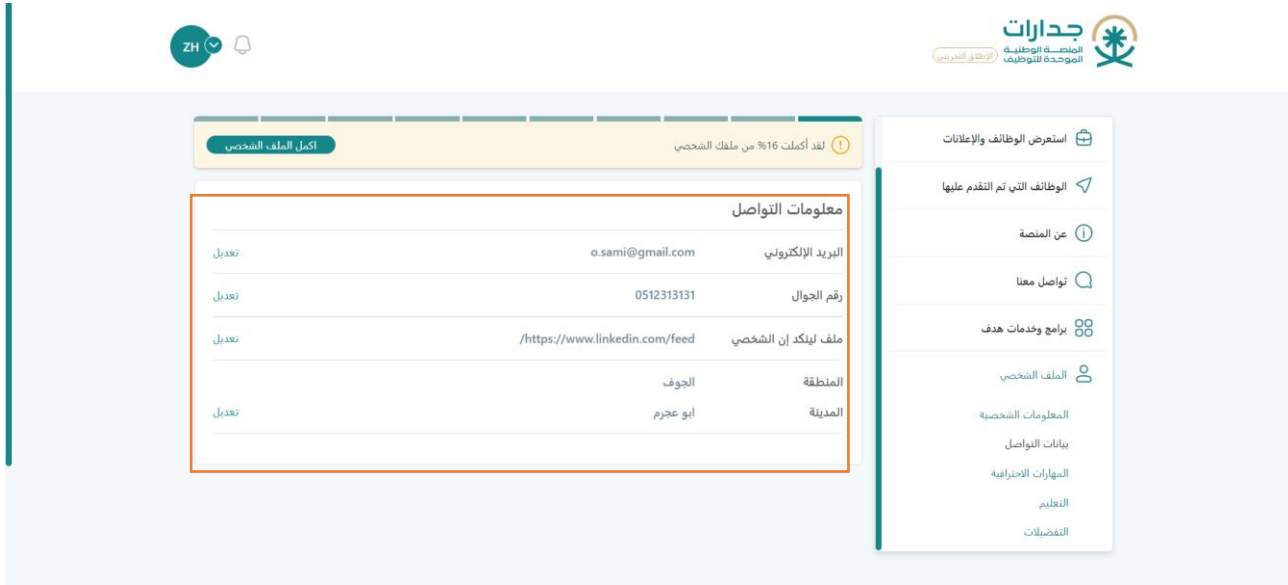 جدارات
المنصة الوطنية
الموحدة للتوظيف
الإطلاق التجريبي
ZH
استعرض الوظائف والإعلانات
الوظائف التي تم التقدم عليها
عن المنصة
تواصل معنا
برامج وخدمات هدف
الملف الشخصي
المعلومات الشخصية
بيانات التواصل
المهارات الاحترافية
التعليم
التفضيلات
لقد أكملت 16% من ملفك الشخصي
اكمل الملف الشخصي
معلومات التواصل
البريد الإلكتروني o.sami@gmail.com تعديل
رقم الجوال 0512313131 تعديل
ملف لينكد إن الشخصي https://www.linkedin.com/feed/ تعديل
المنطقة الجوف
المدينة ابو عجرم تعديل